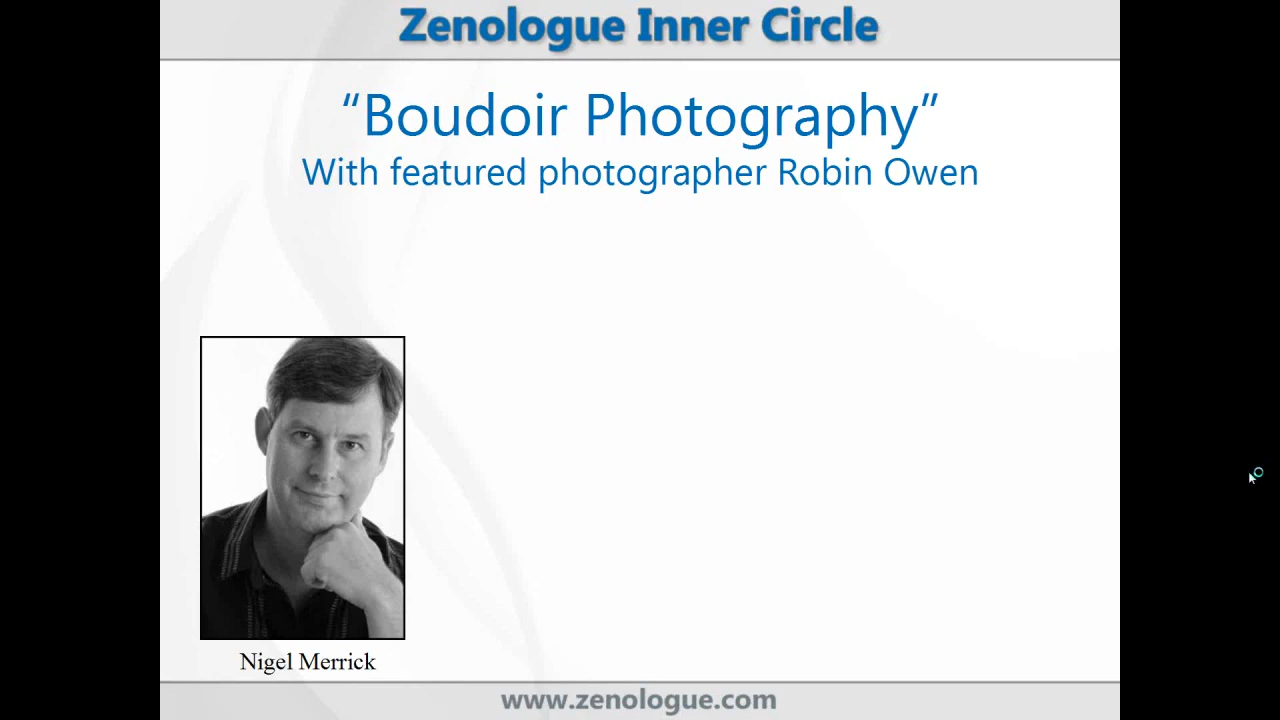 Zenologue Inner Circle
“Boudoir Photography”
With featured photographer Robin Owen
Nigel Merrick
www.zenologue.com